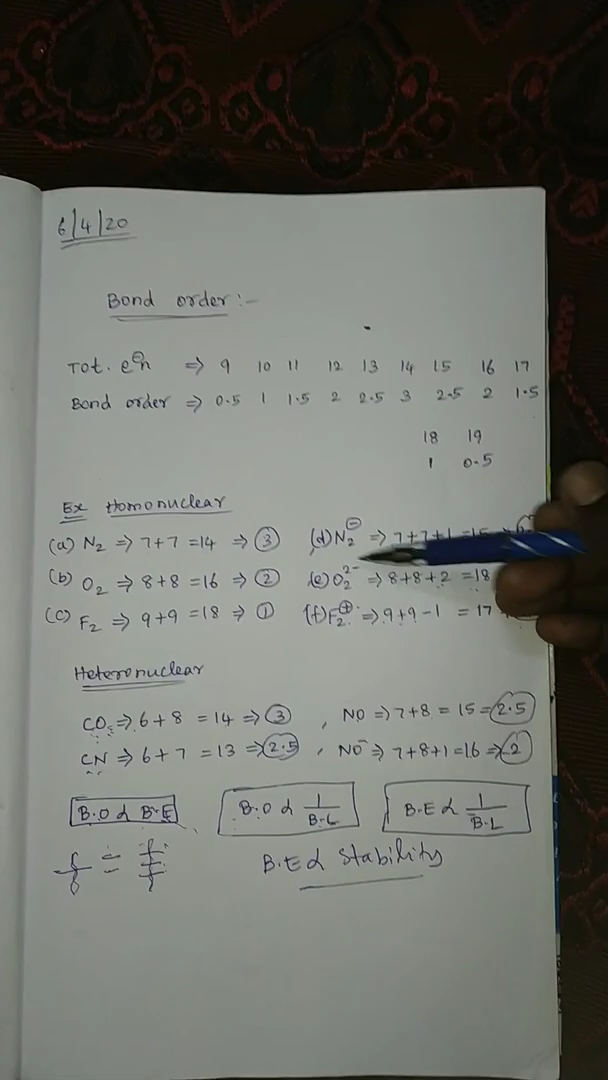 6/4/20
Bond order :-
Tot. e⊖n ⇒ 9 10 11 12 13 14 15 16 17
Bond order ⇒ 0.5 1 1.5 2 2.5 3 2.5 2 1.5
18 19
1 0.5
Ex Homonuclear
(a) N₂ ⇒ 7+7 = 14 ⇒ ③ (d) N₂⊖ ⇒ 7+7+1 = 15
(b) O₂ ⇒ 8+8 = 16 ⇒ ② (e) O₂²⁻ ⇒ 8+8+2 = 18
(c) F₂ ⇒ 9+9 = 18 ⇒ ① (f) F₂⊕ ⇒ 9+9-1 = 17
Heteronuclear
CO ⇒ 6+8 = 14 ⇒ ③ , NO ⇒ 7+8 = 15 = 2.5
CN ⇒ 6+7 = 13 ⇒ 2.5 , NO⁻ ⇒ 7+8+1 = 16 ⇒ 2
B.O α B.E , B.O α 1/B.L B.E α 1/B.L
B.E α Stability